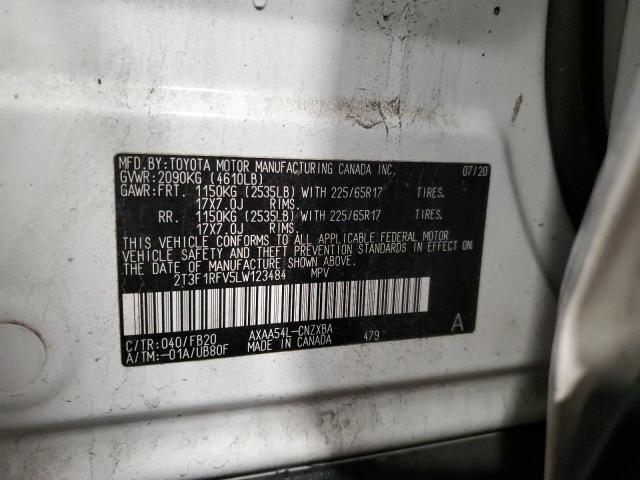 MFD.BY:TOYOTA MOTOR MANUFACTURING CANADA INC. 07/20
GVWR:2090KG (4610LB)
GAWR:FRT. 1150KG (2535LB) WITH 225/65R17 TIRES.
17X7.0J RIMS.
RR. 1150KG (2535LB) WITH 225/65R17 TIRES.
17X7.0J RIMS.
THIS VEHICLE CONFORMS TO ALL APPLICABLE FEDERAL MOTOR
VEHICLE SAFETY AND THEFT PREVENTION STANDARDS IN EFFECT ON
THE DATE OF MANUFACTURE SHOWN ABOVE.
2T3F1RFV5LW123484 MPV
C/TR:040/FB20 AXAA54L-CNZXBA A
A/TM:-01A/UB80F MADE IN CANADA 479